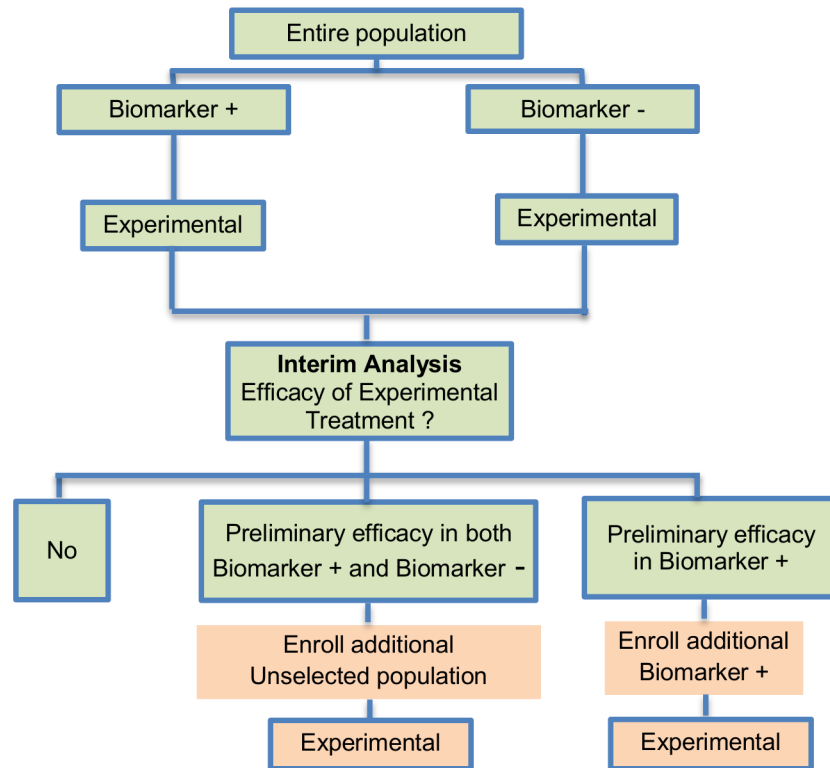 Entire population
Biomarker +
Biomarker -
Experimental
Experimental
Interim Analysis
Efficacy of Experimental
Treatment ?
No
Preliminary efficacy in both
Biomarker + and Biomarker -
Preliminary efficacy
in Biomarker +
Enroll additional
Unselected population
Enroll additional
Biomarker +
Experimental
Experimental